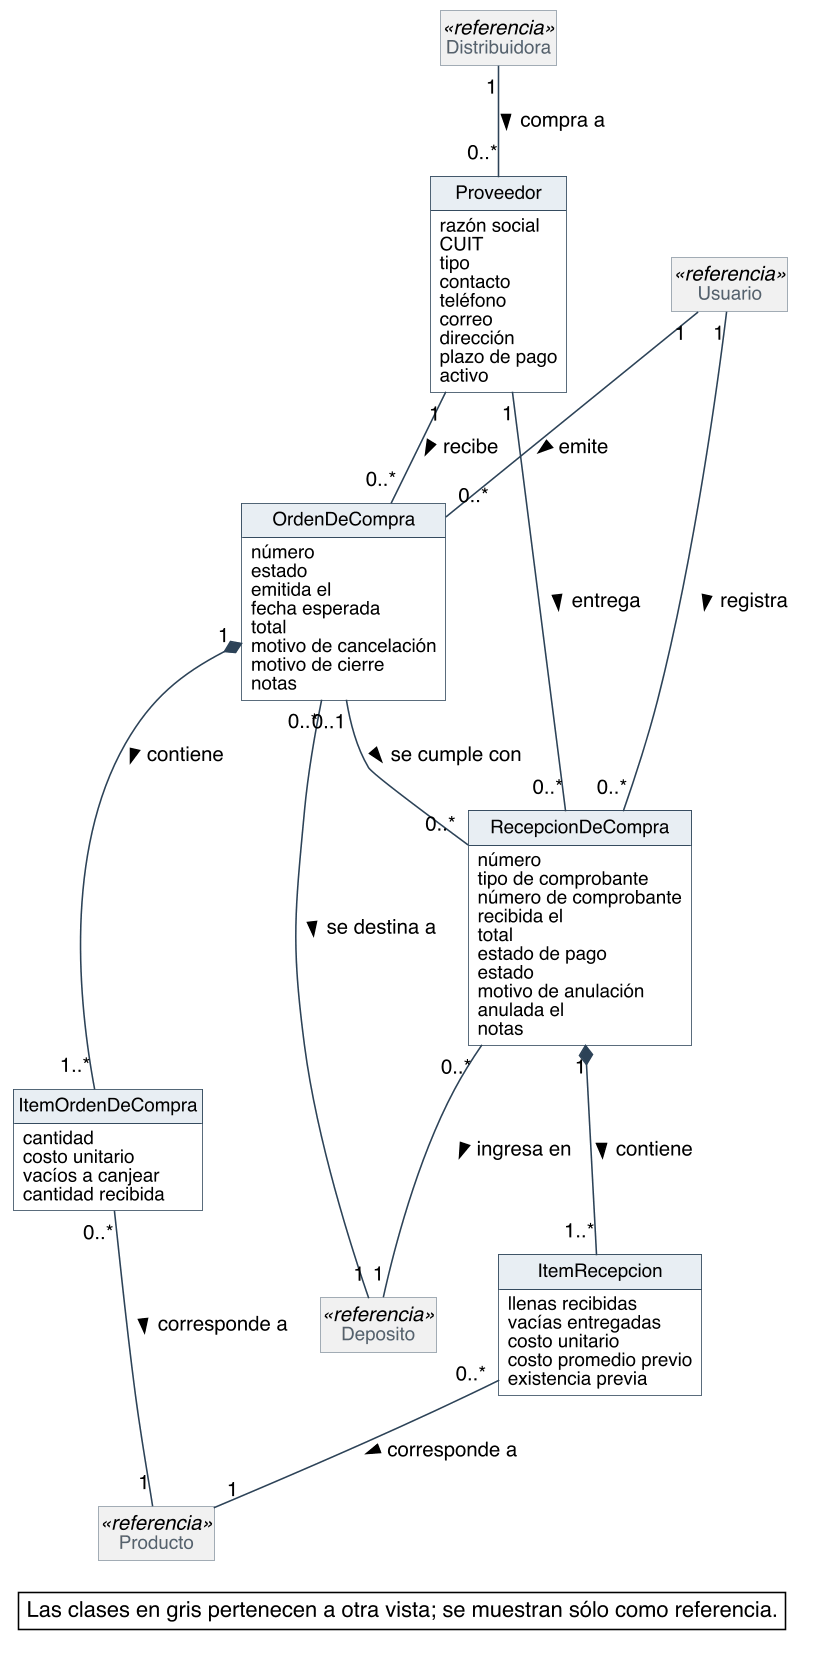 «referencia»
Distribuidora
1
compra a
0..*
Proveedor
razón social
CUIT
tipo
contacto
teléfono
correo
dirección
plazo de pago
activo
«referencia»
Usuario
1
1
1
1
recibe
emite
0..*
0..*
OrdenDeCompra
número
estado
emitida el
fecha esperada
total
motivo de cancelación
motivo de cierre
notas
entrega
registra
1
0..*
0..1
contiene
se cumple con
0..*
0..*
0..*
RecepcionDeCompra
número
tipo de comprobante
número de comprobante
recibida el
total
estado de pago
estado
motivo de anulación
anulada el
notas
se destina a
1..*
0..*
1
ItemOrdenDeCompra
cantidad
costo unitario
vacíos a canjear
cantidad recibida
ingresa en
contiene
0..*
1..*
1
1
ItemRecepcion
llenas recibidas
vacías entregadas
costo unitario
costo promedio previo
existencia previa
«referencia»
Deposito
corresponde a
0..*
corresponde a
1
1
«referencia»
Producto
Las clases en gris pertenecen a otra vista; se muestran sólo como referencia.